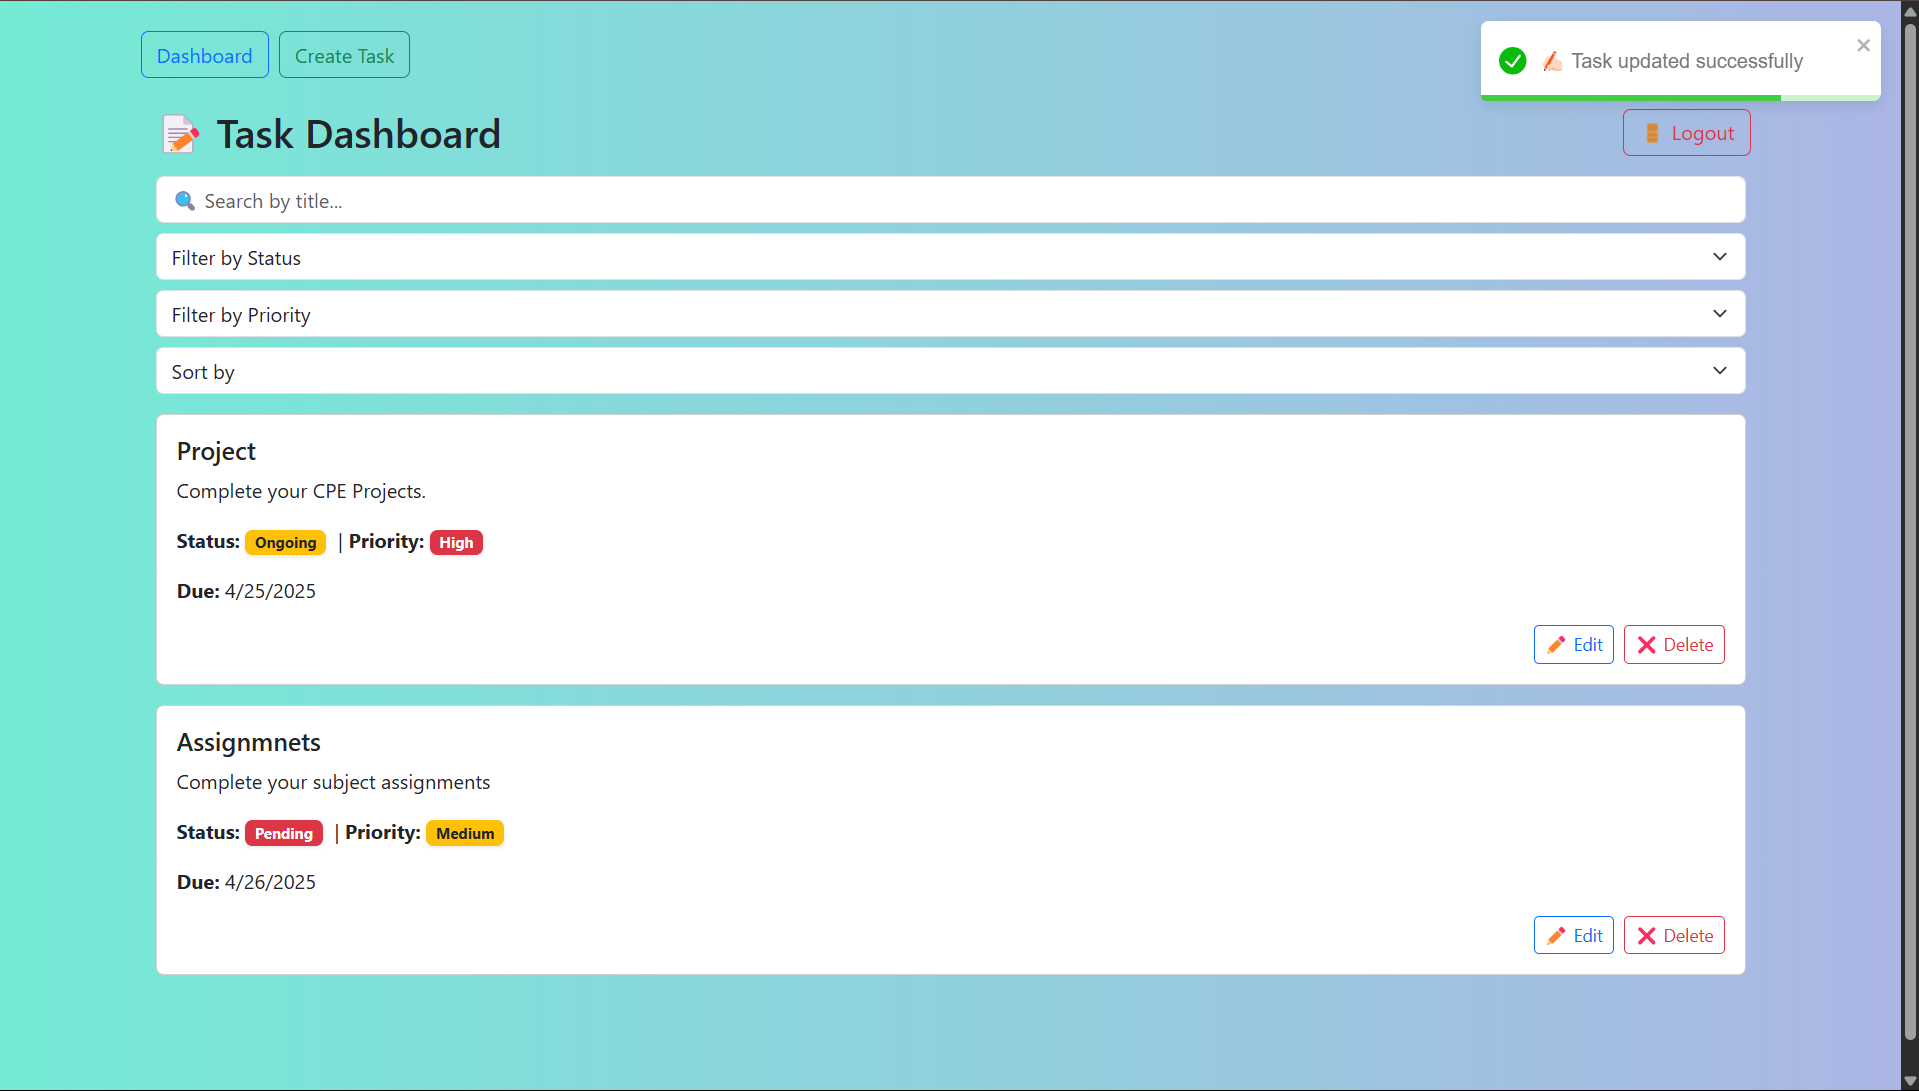 Dashboard Create Task
Task updated successfully
Task Dashboard
Logout
Search by title...
Filter by Status
Filter by Priority
Sort by
Project
Complete your CPE Projects.
Status: Ongoing | Priority: High
Due: 4/25/2025
Edit Delete
Assignmnets
Complete your subject assignments
Status: Pending | Priority: Medium
Due: 4/26/2025
Edit Delete